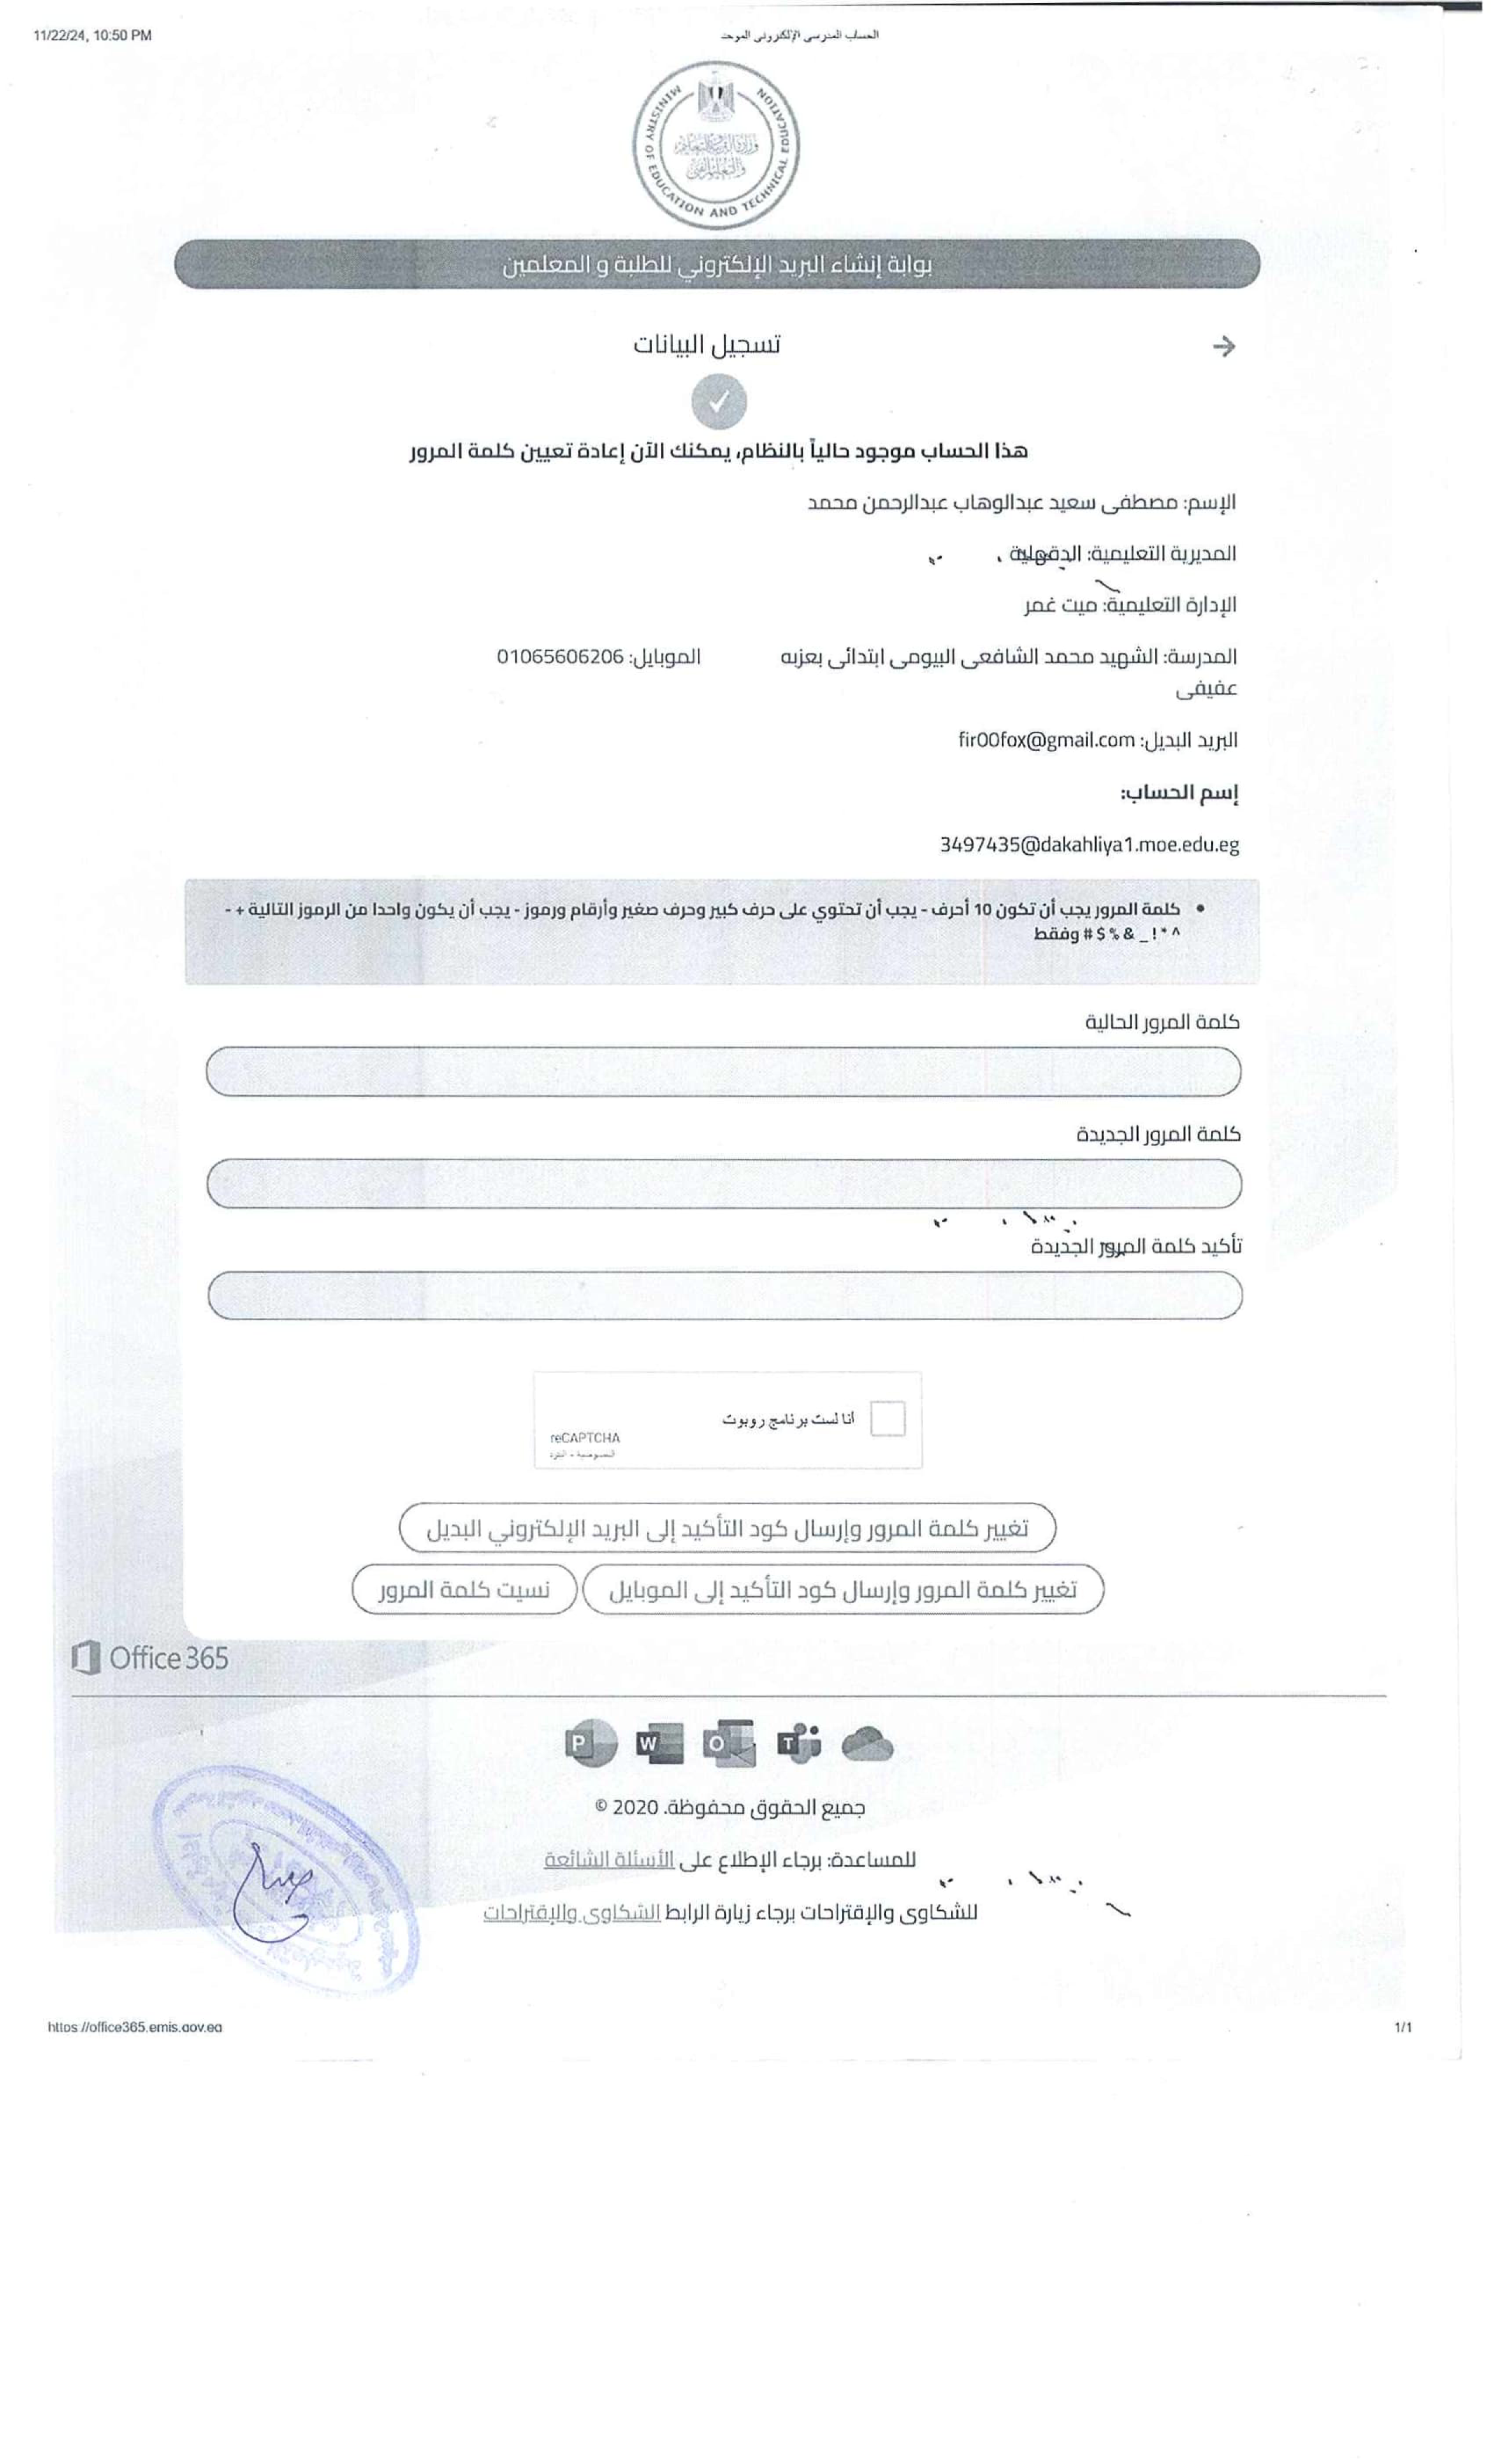 11/22/24, 10:50 PM
الحساب المدرسي الإلكتروني الموحد
MINISTRY OF EDUCATION AND TECHNICAL EDUCATION
وزارة التربية والتعليم
والتعليم الفني
بوابة إنشاء البريد الإلكتروني للطلبة و المعلمين
تسجيل البيانات
هذا الحساب موجود حالياً بالنظام، يمكنك الآن إعادة تعيين كلمة المرور
الإسم: مصطفى سعيد عبدالوهاب عبدالرحمن محمد
المديرية التعليمية: الدقهلية
الإدارة التعليمية: ميت غمر
المدرسة: الشهيد محمد الشافعى البيومى ابتدائى بعزبه
عفيفى
الموبايل: 01065606206
البريد البديل: fir00fox@gmail.com
إسم الحساب:
3497435@dakahliya1.moe.edu.eg
• كلمة المرور يجب أن تكون 10 أحرف - يجب أن تحتوي على حرف كبير وحرف صغير وأرقام ورموز - يجب أن يكون واحدا من الرموز التالية + -
^ * ! _ & % $ # وفقط
كلمة المرور الحالية
كلمة المرور الجديدة
تأكيد كلمة المرور الجديدة
أنا لست برنامج روبوت
reCAPTCHA
الخصوصية - البنود
تغيير كلمة المرور وإرسال كود التأكيد إلى البريد الإلكتروني البديل
تغيير كلمة المرور وإرسال كود التأكيد إلى الموبايل
نسيت كلمة المرور
Office 365
P W O T
جميع الحقوق محفوظة. 2020 ©
للمساعدة: برجاء الإطلاع على الأسئلة الشائعة
للشكاوى والإقتراحات برجاء زيارة الرابط الشكاوى والإقتراحات
https://office365.emis.gov.eg
1/1